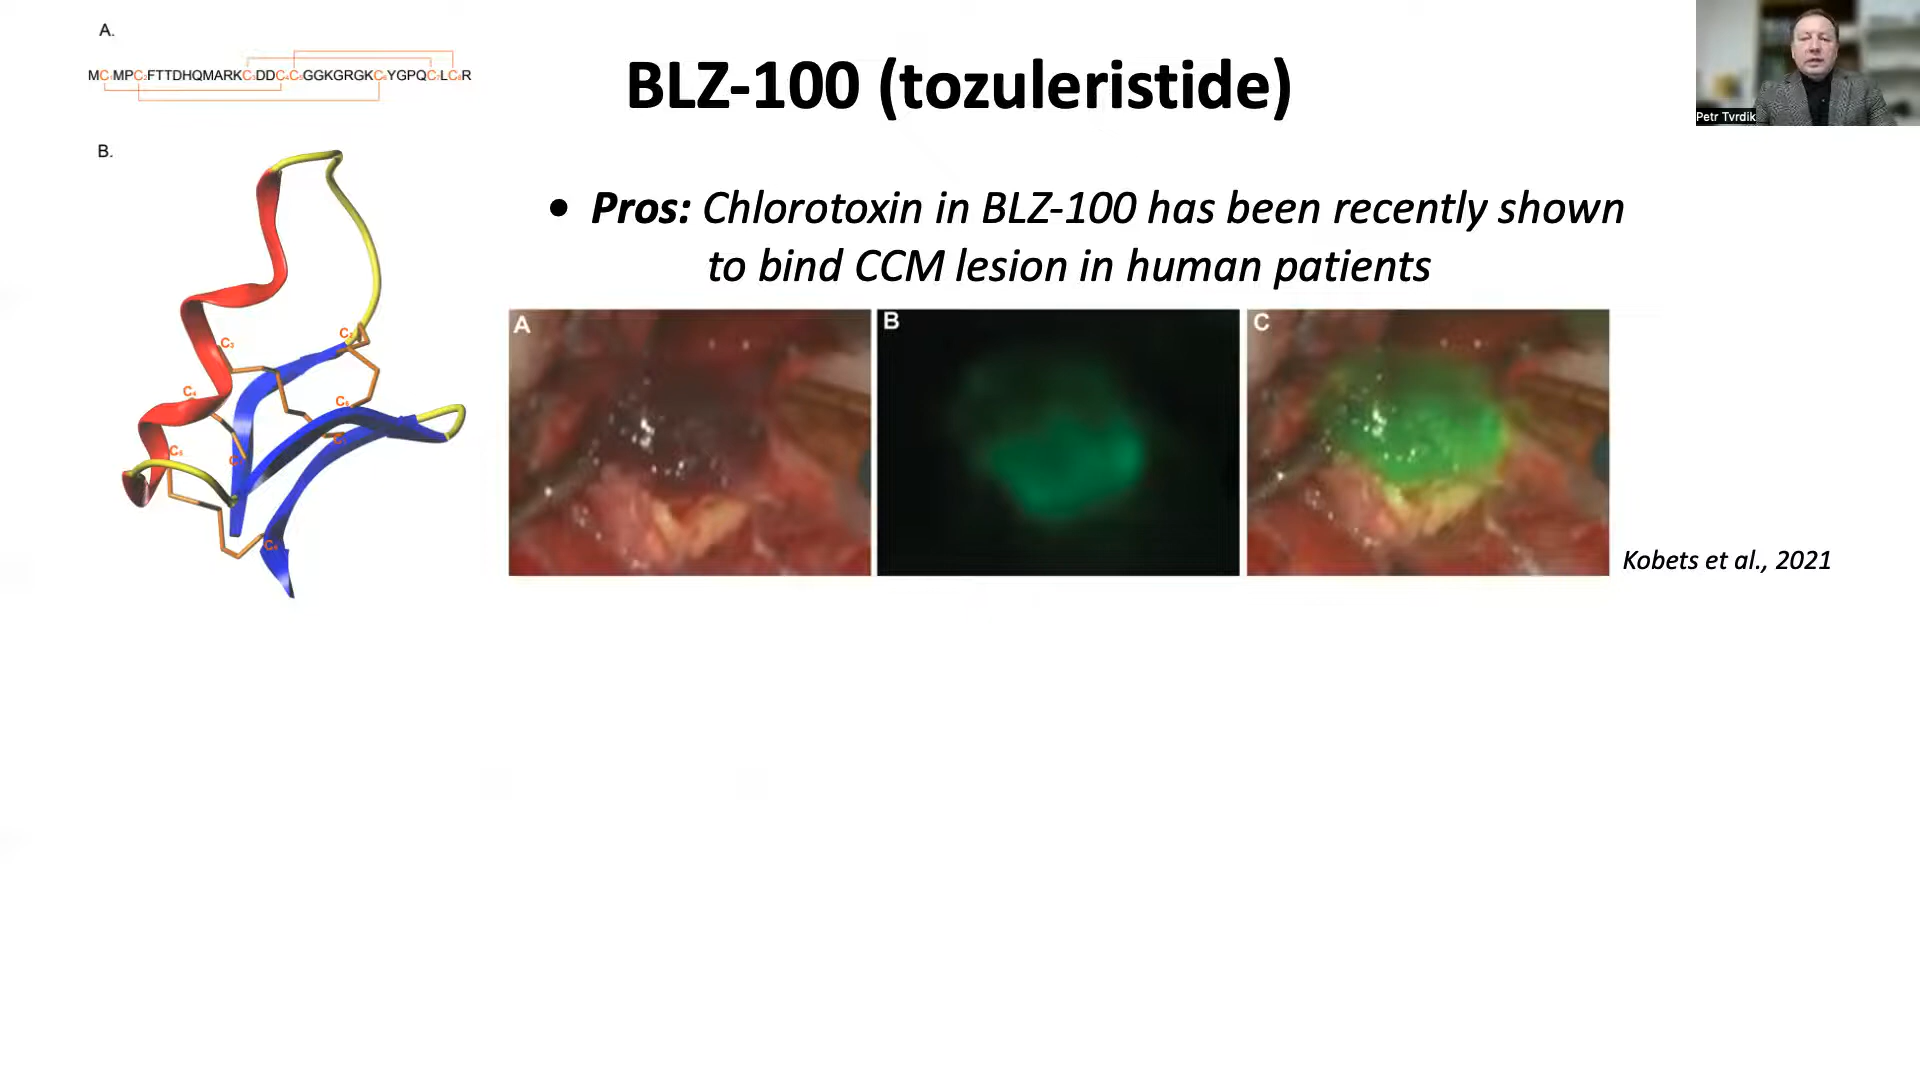 A.
MC₁MPC₂FTTDHQMARKC₃DDC₄C₅GGKGRGKC₆YGPQC₇LC₈R
BLZ-100 (tozuleristide)
Petr Tvrdik
B.
• Pros: Chlorotoxin in BLZ-100 has been recently shown
to bind CCM lesion in human patients
A
B
C
Kobets et al., 2021